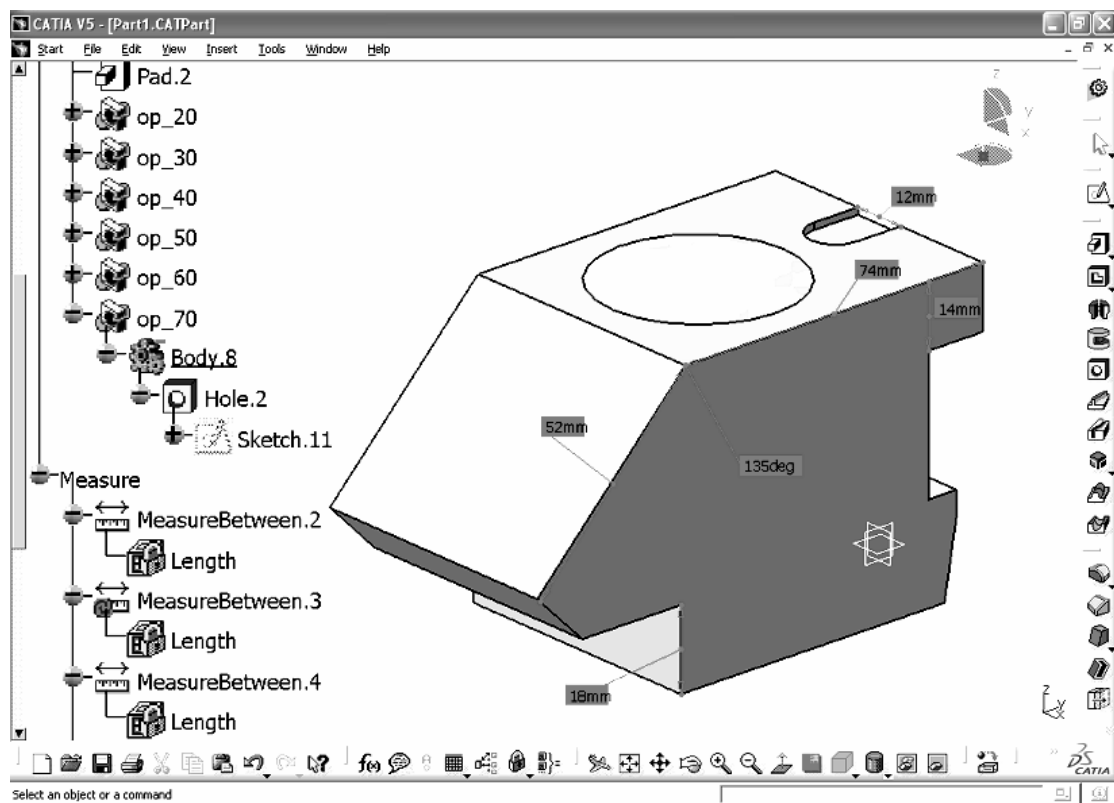 CATIA V5 - [Part1.CATPart]
Start File Edit View Insert Tools Window Help
Pad.2
op_20
op_30
op_40
op_50
op_60
op_70
Body.8
Hole.2
Sketch.11
Measure
MeasureBetween.2
Length
MeasureBetween.3
Length
MeasureBetween.4
Length
z
y
x
12mm
74mm
14mm
52mm
135deg
18mm
z
y
x
f(x)
CATIA
Select an object or a command